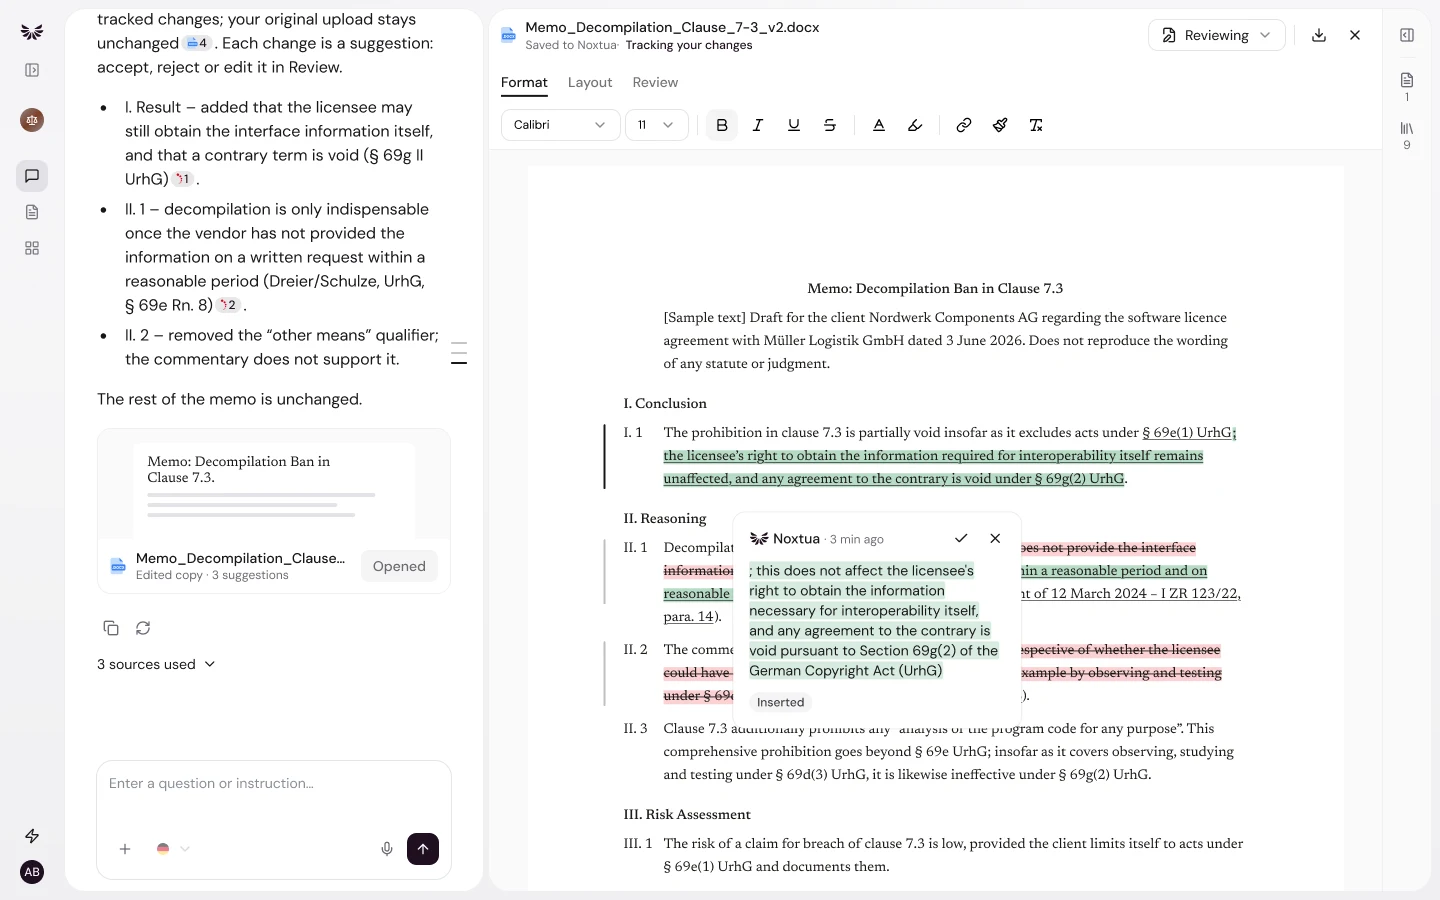 tracked changes; your original upload stays
unchanged 4 . Each change is a suggestion:
accept, reject or edit it in Review.
• I. Result – added that the licensee may
still obtain the interface information itself,
and that a contrary term is void (§ 69g II
UrhG) 1 .
• II. 1 – decompilation is only indispensable
once the vendor has not provided the
information on a written request within a
reasonable period (Dreier/Schulze, UrhG,
§ 69e Rn. 8) 2 .
• II. 2 – removed the “other means” qualifier;
the commentary does not support it.
The rest of the memo is unchanged.
Memo: Decompilation Ban in
Clause 7.3.
Memo_Decompilation_Clause...
Edited copy · 3 suggestions
Opened
3 sources used
Enter a question or instruction...
AB
Memo_Decompilation_Clause_7-3_v2.docx
Saved to Noxtua· Tracking your changes
Reviewing
Format Layout Review
Calibri 11 B I U S A
1
9
Memo: Decompilation Ban in Clause 7.3
[Sample text] Draft for the client Nordwerk Components AG regarding the software licence
agreement with Müller Logistik GmbH dated 3 June 2026. Does not reproduce the wording
of any statute or judgment.
I. Conclusion
I. 1 The prohibition in clause 7.3 is partially void insofar as it excludes acts under § 69e(1) UrhG;
the licensee’s right to obtain the information required for interoperability itself remains
unaffected, and any agreement to the contrary is void under § 69g(2) UrhG.
II. Reasoning
II. 1 Decompilat
oes not provide the interface
information
hin a reasonable period and on
reasonable
nt of 12 March 2024 – I ZR 123/22,
para. 14).
II. 2 The comme
espective of whether the licensee
could have
xample by observing and testing
under § 69d
).
Noxtua · 3 min ago
; this does not affect the licensee's
right to obtain the information
necessary for interoperability itself,
and any agreement to the contrary is
void pursuant to Section 69g(2) of the
German Copyright Act (UrhG)
Inserted
II. 3 Clause 7.3 additionally prohibits any “analysis of the program code for any purpose”. This
comprehensive prohibition goes beyond § 69e UrhG; insofar as it covers observing, studying
and testing under § 69d(3) UrhG, it is likewise ineffective under § 69g(2) UrhG.
III. Risk Assessment
III. 1 The risk of a claim for breach of clause 7.3 is low, provided the client limits itself to acts under
§ 69e(1) UrhG and documents them.